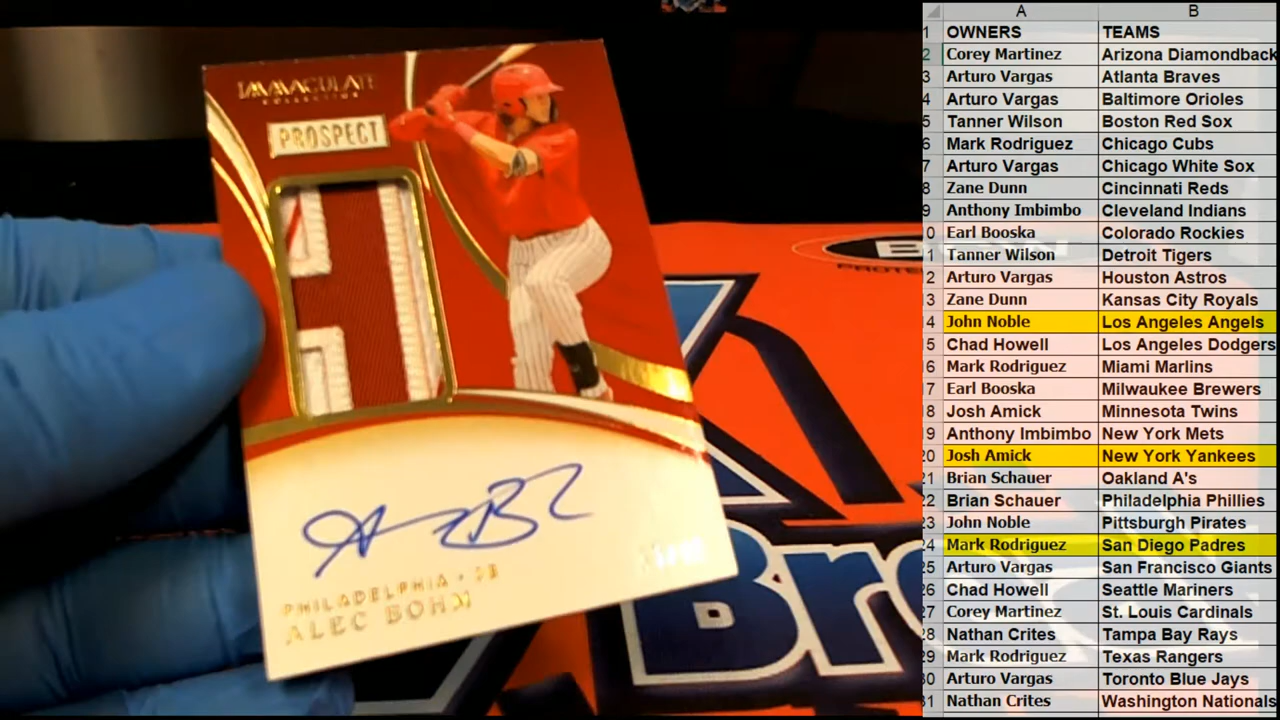 IMMACULATE
COLLECTION
PROSPECT
PHILADELPHIA • 3B
ALEC BOHM
Br
A B
1 OWNERS TEAMS
2 Corey Martinez Arizona Diamondback
3 Arturo Vargas Atlanta Braves
4 Arturo Vargas Baltimore Orioles
5 Tanner Wilson Boston Red Sox
6 Mark Rodriguez Chicago Cubs
7 Arturo Vargas Chicago White Sox
8 Zane Dunn Cincinnati Reds
9 Anthony Imbimbo Cleveland Indians
0 Earl Booska Colorado Rockies
1 Tanner Wilson Detroit Tigers
2 Arturo Vargas Houston Astros
3 Zane Dunn Kansas City Royals
4 John Noble Los Angeles Angels
15 Chad Howell Los Angeles Dodgers
16 Mark Rodriguez Miami Marlins
17 Earl Booska Milwaukee Brewers
18 Josh Amick Minnesota Twins
19 Anthony Imbimbo New York Mets
20 Josh Amick New York Yankees
21 Brian Schauer Oakland A's
22 Brian Schauer Philadelphia Phillies
23 John Noble Pittsburgh Pirates
24 Mark Rodriguez San Diego Padres
25 Arturo Vargas San Francisco Giants
26 Chad Howell Seattle Mariners
27 Corey Martinez St. Louis Cardinals
28 Nathan Crites Tampa Bay Rays
29 Mark Rodriguez Texas Rangers
30 Arturo Vargas Toronto Blue Jays
31 Nathan Crites Washington Nationals